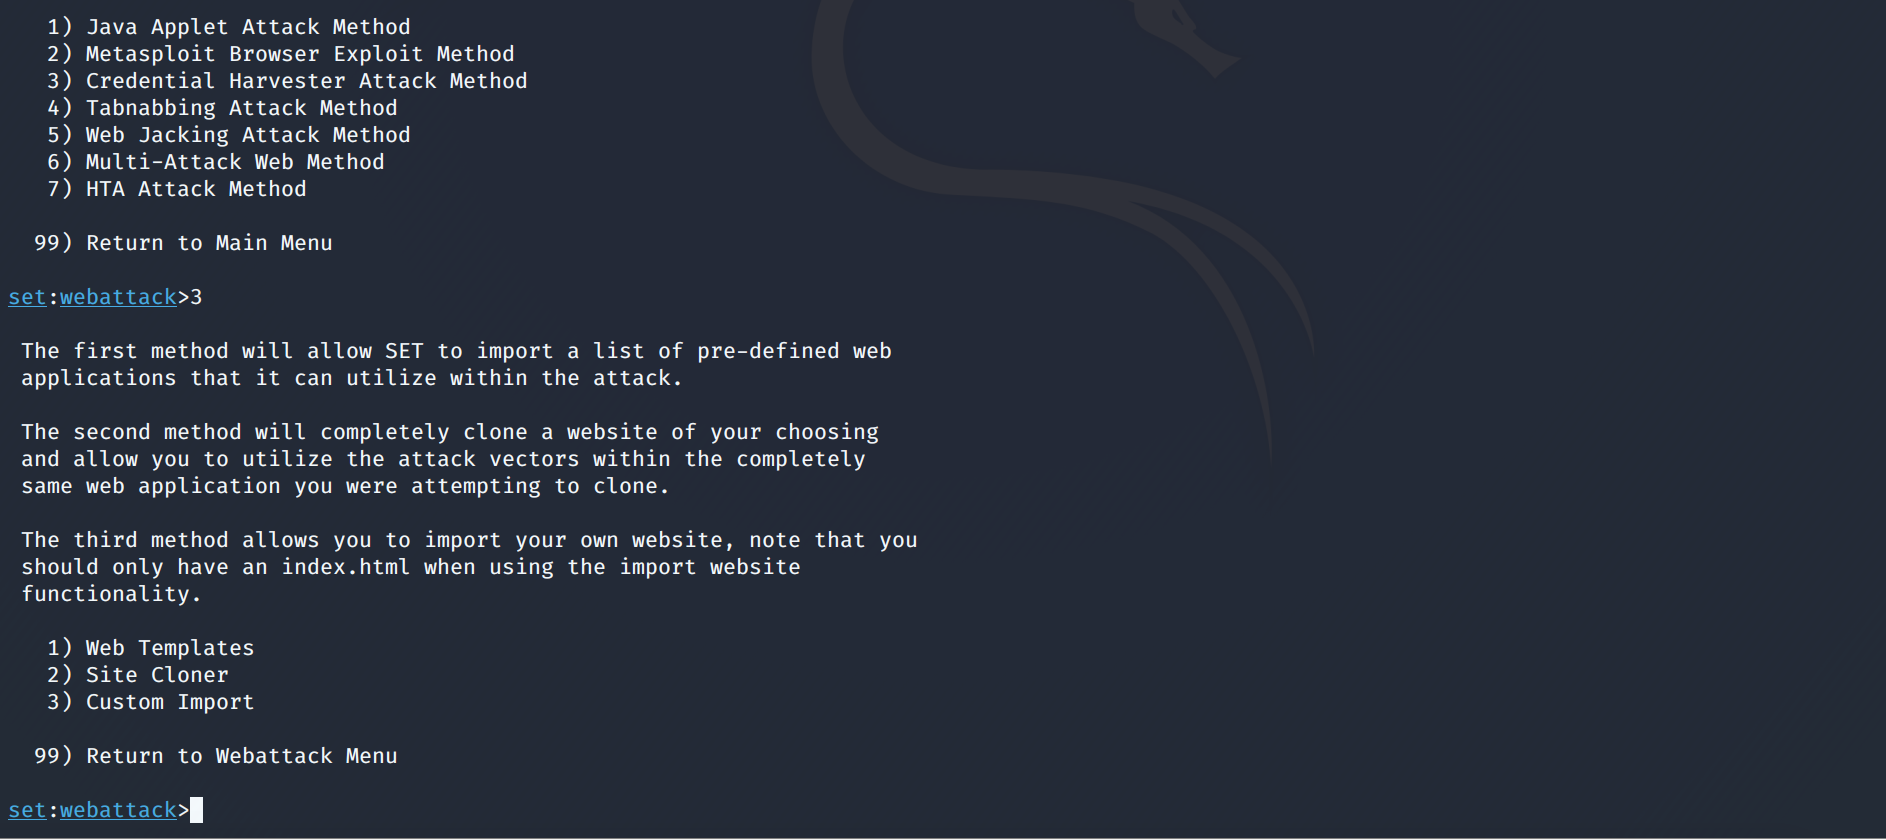 1) Java Applet Attack Method
2) Metasploit Browser Exploit Method
3) Credential Harvester Attack Method
4) Tabnabbing Attack Method
5) Web Jacking Attack Method
6) Multi-Attack Web Method
7) HTA Attack Method
99) Return to Main Menu
set:webattack>3
The first method will allow SET to import a list of pre-defined web
applications that it can utilize within the attack.
The second method will completely clone a website of your choosing
and allow you to utilize the attack vectors within the completely
same web application you were attempting to clone.
The third method allows you to import your own website, note that you
should only have an index.html when using the import website
functionality.
1) Web Templates
2) Site Cloner
3) Custom Import
99) Return to Webattack Menu
set:webattack>